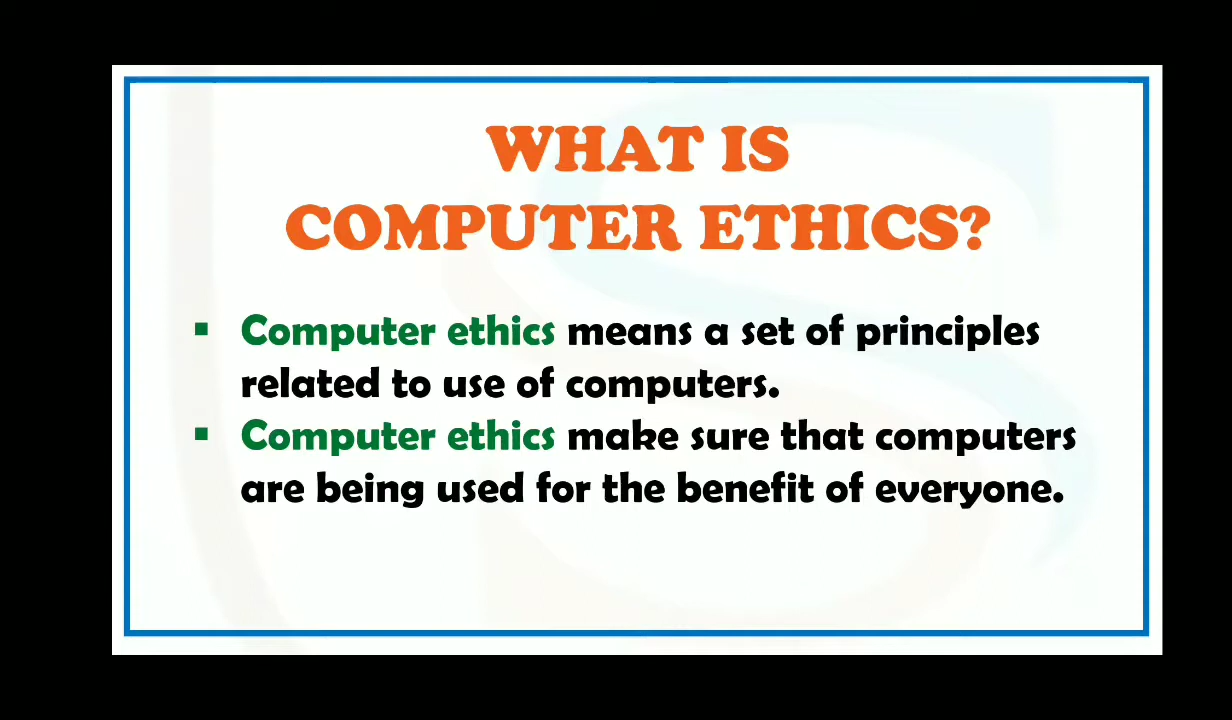 WHAT IS
COMPUTER ETHICS?
▪ Computer ethics means a set of principles
related to use of computers.
▪ Computer ethics make sure that computers
are being used for the benefit of everyone.